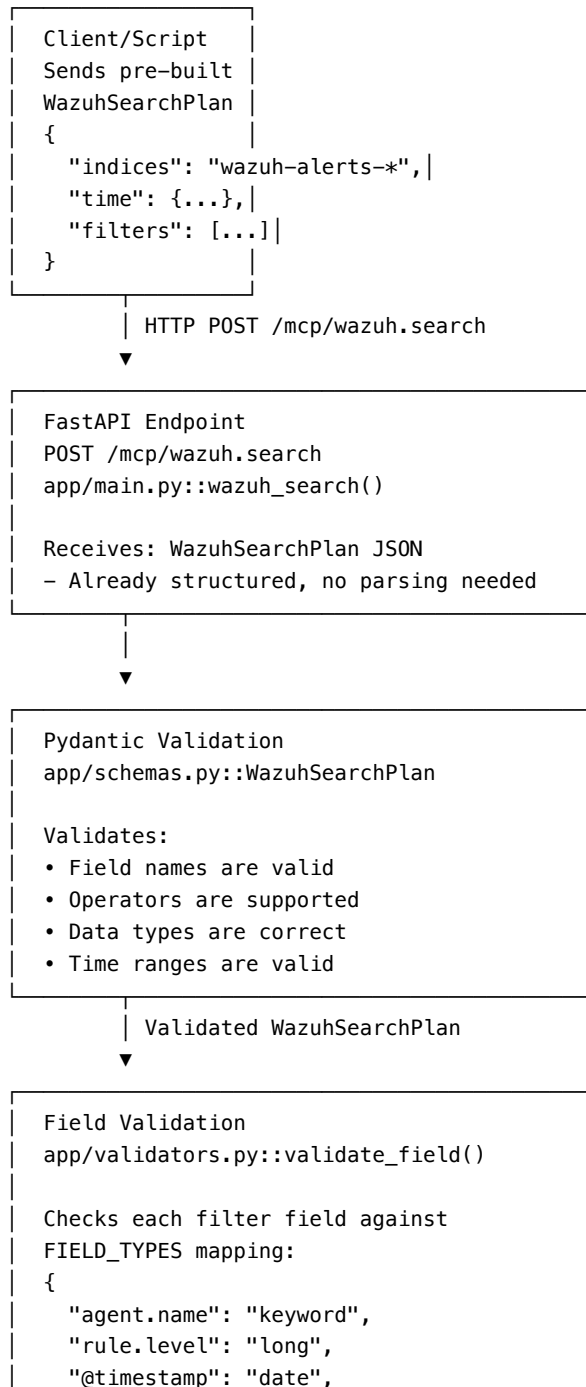 Client/Script
Sends pre-built
WazuhSearchPlan
{
"indices": "wazuh-alerts-*",
"time": {...},
"filters": [...]
}
HTTP POST /mcp/wazuh.search
FastAPI Endpoint
POST /mcp/wazuh.search
app/main.py::wazuh_search()
Receives: WazuhSearchPlan JSON
- Already structured, no parsing needed
Pydantic Validation
app/schemas.py::WazuhSearchPlan
Validates:
• Field names are valid
• Operators are supported
• Data types are correct
• Time ranges are valid
Validated WazuhSearchPlan
Field Validation
app/validators.py::validate_field()
Checks each filter field against
FIELD_TYPES mapping:
{
"agent.name": "keyword",
"rule.level": "long",
"@timestamp": "date",